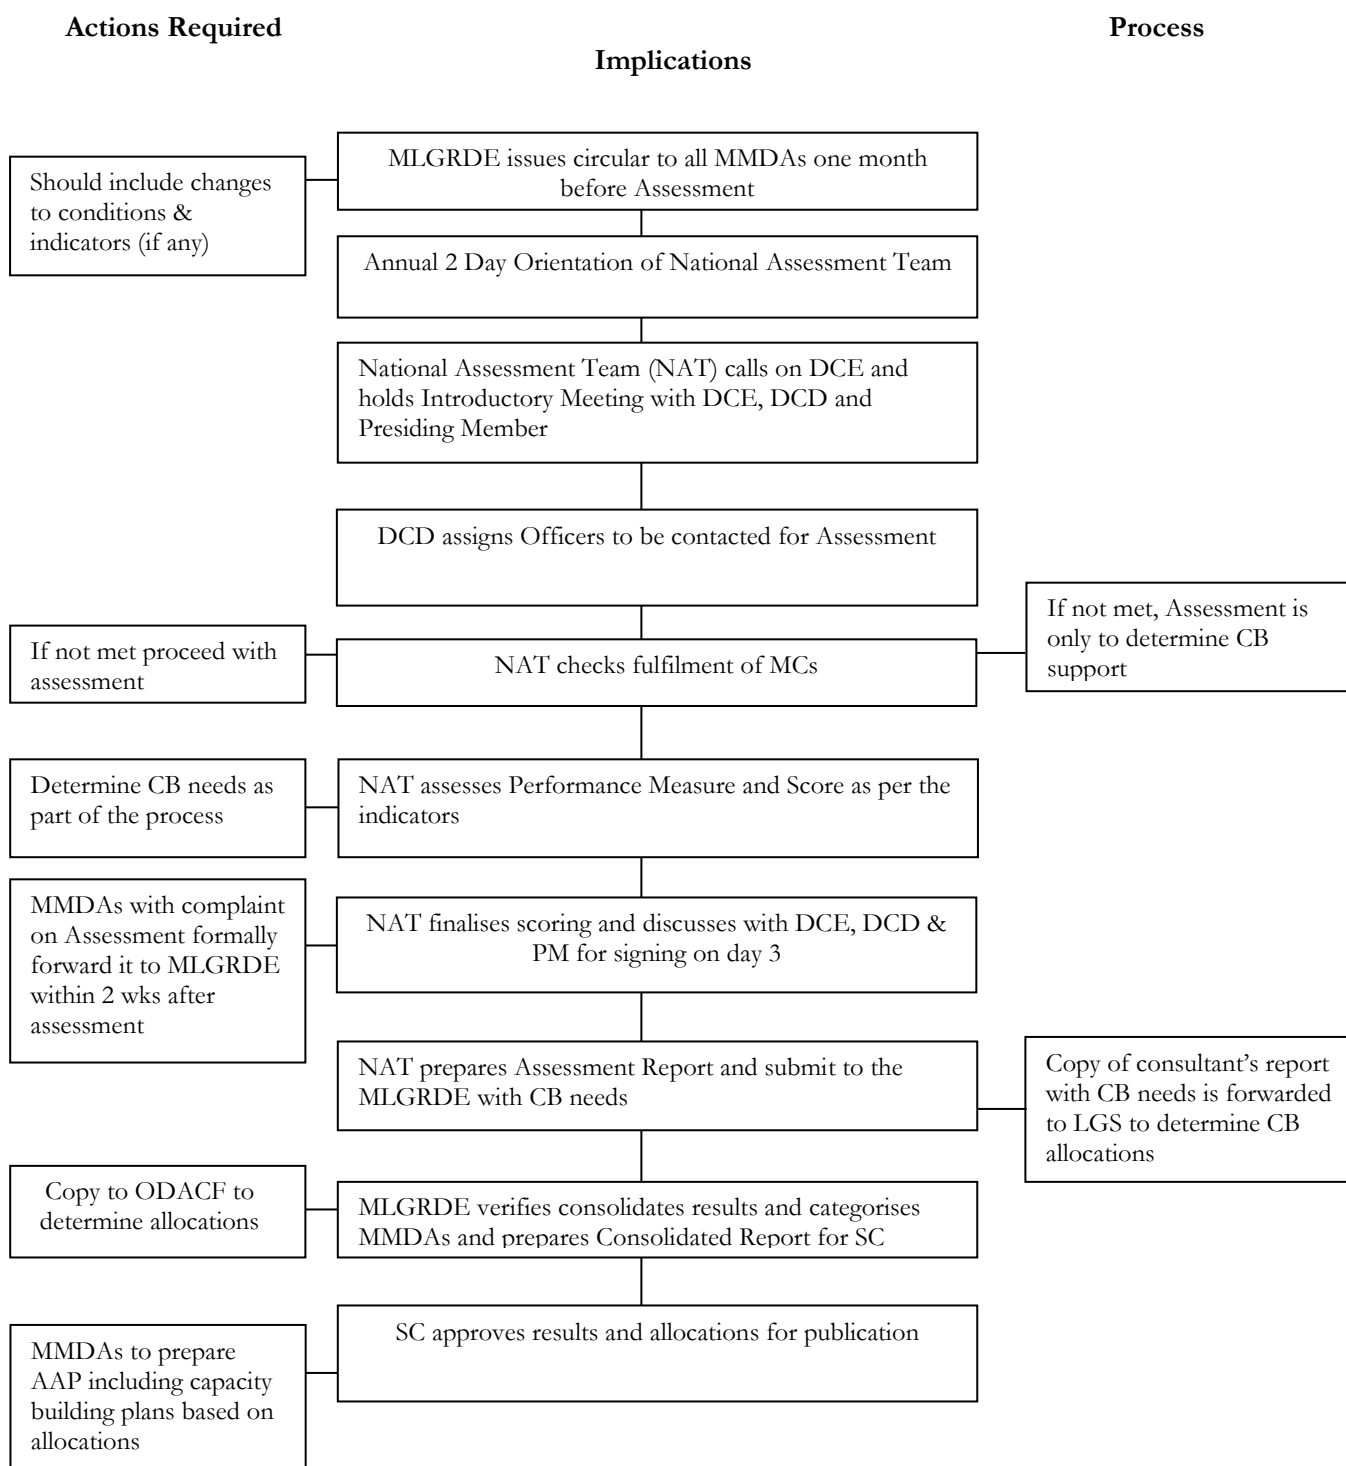 Actions Required
Process
Implications
MLGRDE issues circular to all MMDAs one month
before Assessment
Should include changes
to conditions &
indicators (if any)
Annual 2 Day Orientation of National Assessment Team
National Assessment Team (NAT) calls on DCE and
holds Introductory Meeting with DCE, DCD and
Presiding Member
DCD assigns Officers to be contacted for Assessment
If not met, Assessment is
only to determine CB
support
If not met proceed with
assessment
NAT checks fulfilment of MCs
Determine CB needs as
part of the process
NAT assesses Performance Measure and Score as per the
indicators
MMDAs with complaint
on Assessment formally
forward it to MLGRDE
within 2 wks after
assessment
NAT finalises scoring and discusses with DCE, DCD &
PM for signing on day 3
NAT prepares Assessment Report and submit to the
MLGRDE with CB needs
Copy of consultant’s report
with CB needs is forwarded
to LGS to determine CB
allocations
Copy to ODACF to
determine allocations
MLGRDE verifies consolidates results and categorises
MMDAs and prepares Consolidated Report for SC
SC approves results and allocations for publication
MMDAs to prepare
AAP including capacity
building plans based on
allocations